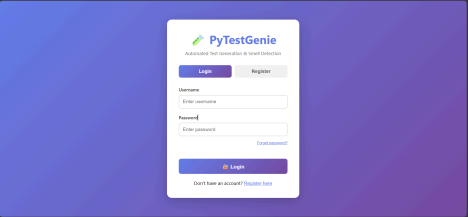 PyTestGenie
Automated Test Generation & Smell Detection
Login Register
Username
Enter username
Password
Enter password
Forgot password?
Login
Don't have an account? Register here